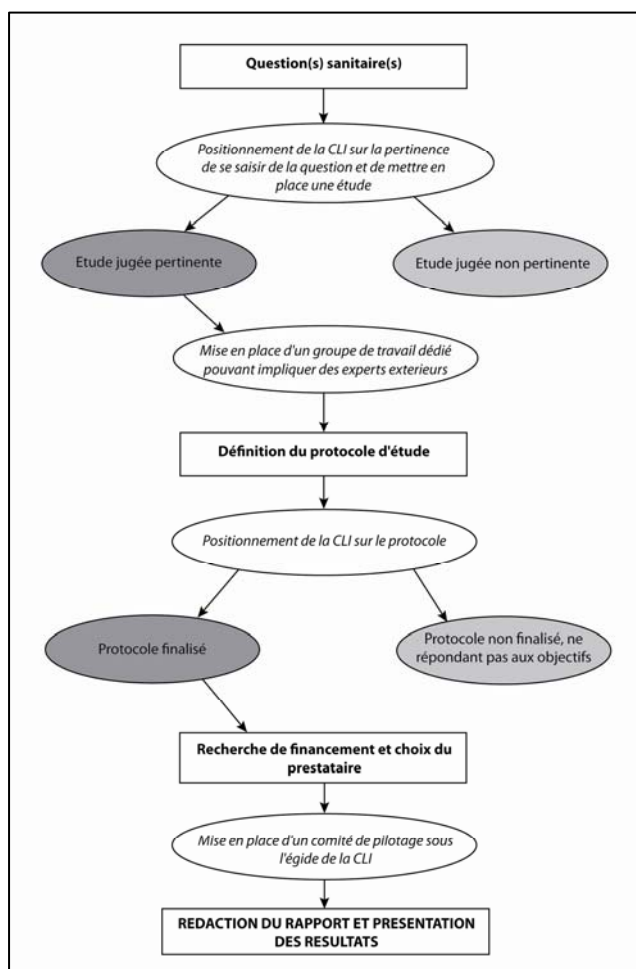 Question(s) sanitaire(s)
Positionnement de la CLI sur la pertinence
de se saisir de la question et de mettre en
place une étude
Etude jugée pertinente
Etude jugée non pertinente
Mise en place d'un groupe de travail dédié
pouvant impliquer des experts exterieurs
Définition du protocole d'étude
Positionnement de la CLI sur le protocole
Protocole finalisé
Protocole non finalisé, ne
répondant pas aux objectifs
Recherche de financement et choix du
prestataire
Mise en place d'un comité de pilotage sous
l'égide de la CLI
REDACTION DU RAPPORT ET PRESENTATION
DES RESULTATS